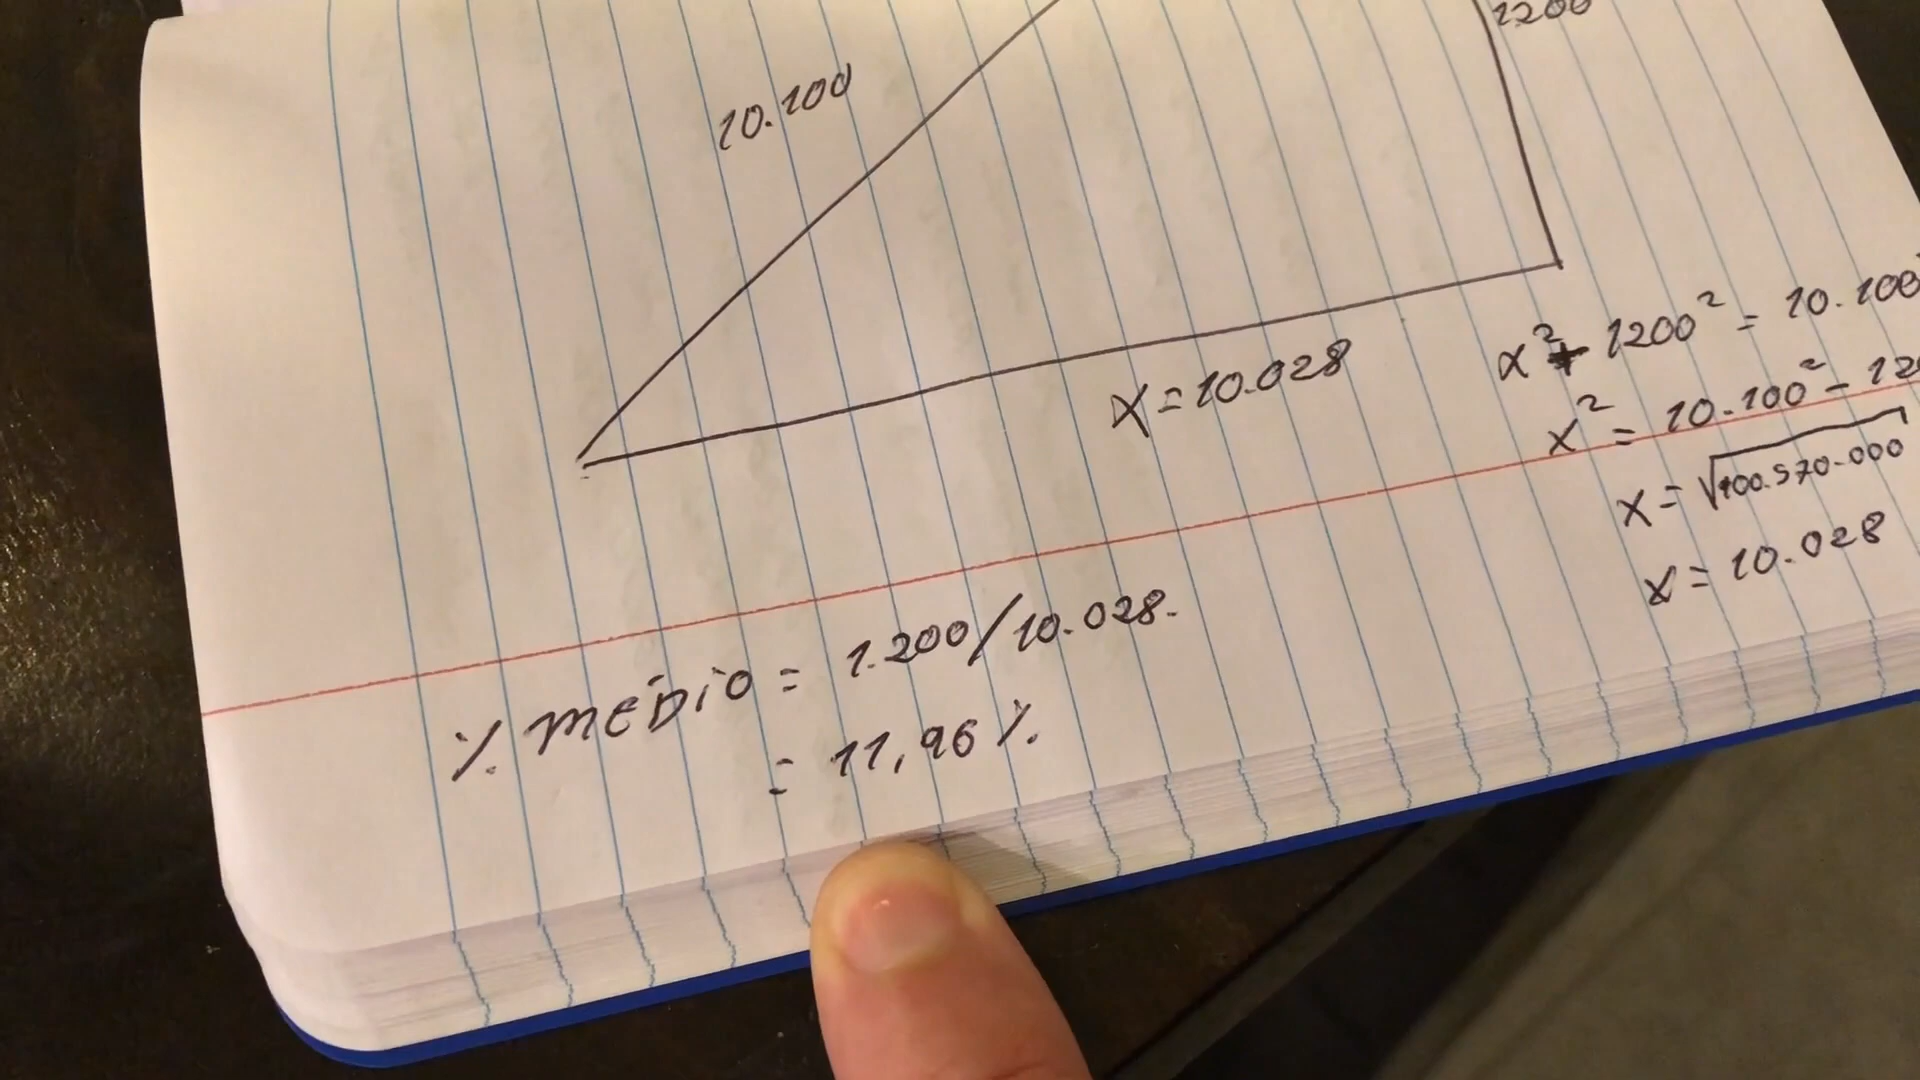 10.100
1200
x = 10.028
x² + 1200² = 10.100
x² = 10.100² - 12
x = √100.570.000
x = 10.028
% MÉDIO = 1.200/10.028.
= 11,96 %